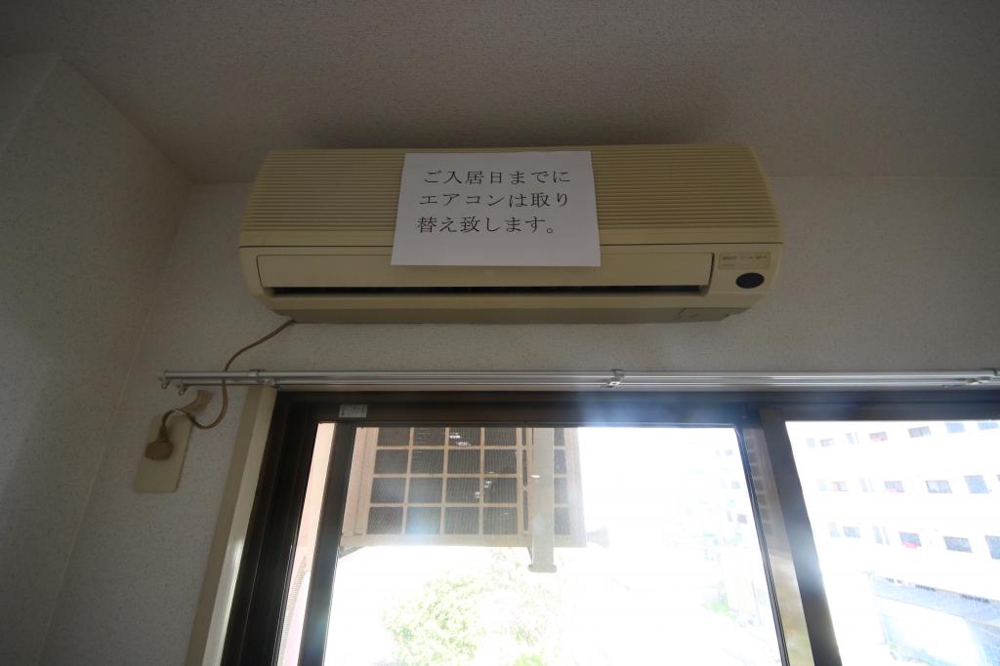 ご入居日までに
エアコンは取り
替え致します。